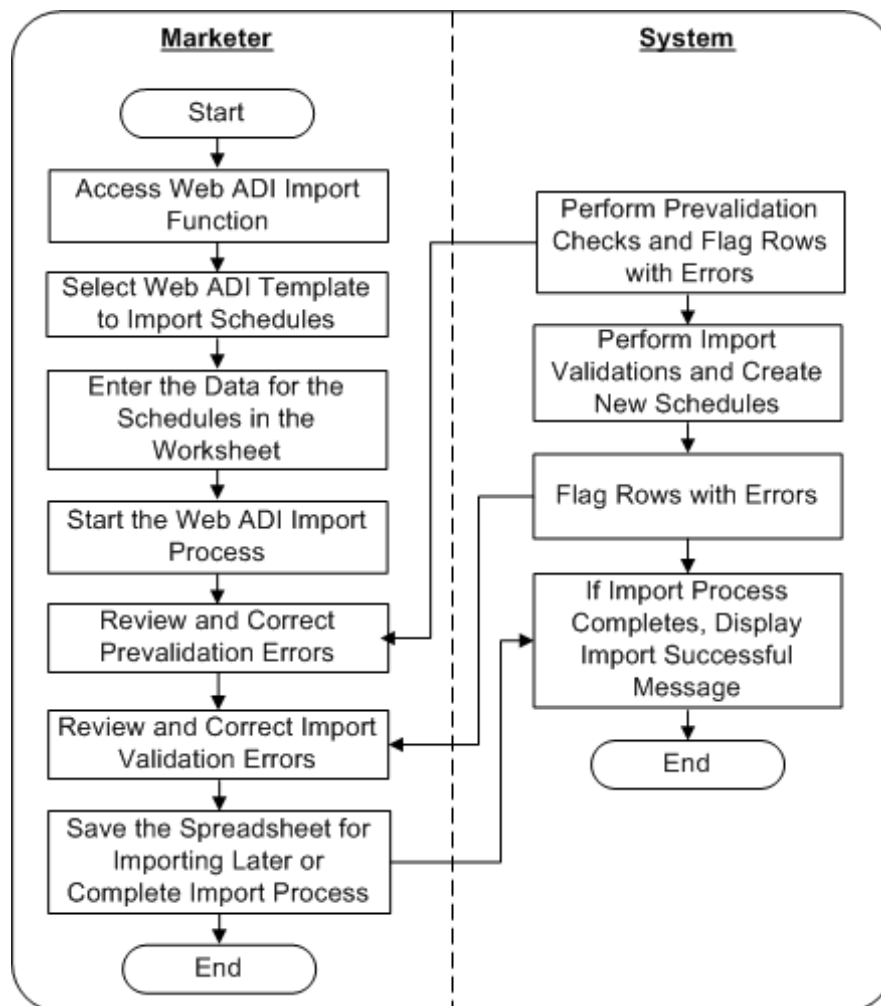 Marketer
Start
Access Web ADI Import
Function
Select Web ADI Template
to Import Schedules
Enter the Data for the
Schedules in the
Worksheet
Start the Web ADI Import
Process
Review and Correct
Prevalidation Errors
Review and Correct Import
Validation Errors
Save the Spreadsheet for
Importing Later or
Complete Import Process
End
System
Perform Prevalidation
Checks and Flag Rows
with Errors
Perform Import
Validations and Create
New Schedules
Flag Rows with Errors
If Import Process
Completes, Display
Import Successful
Message
End